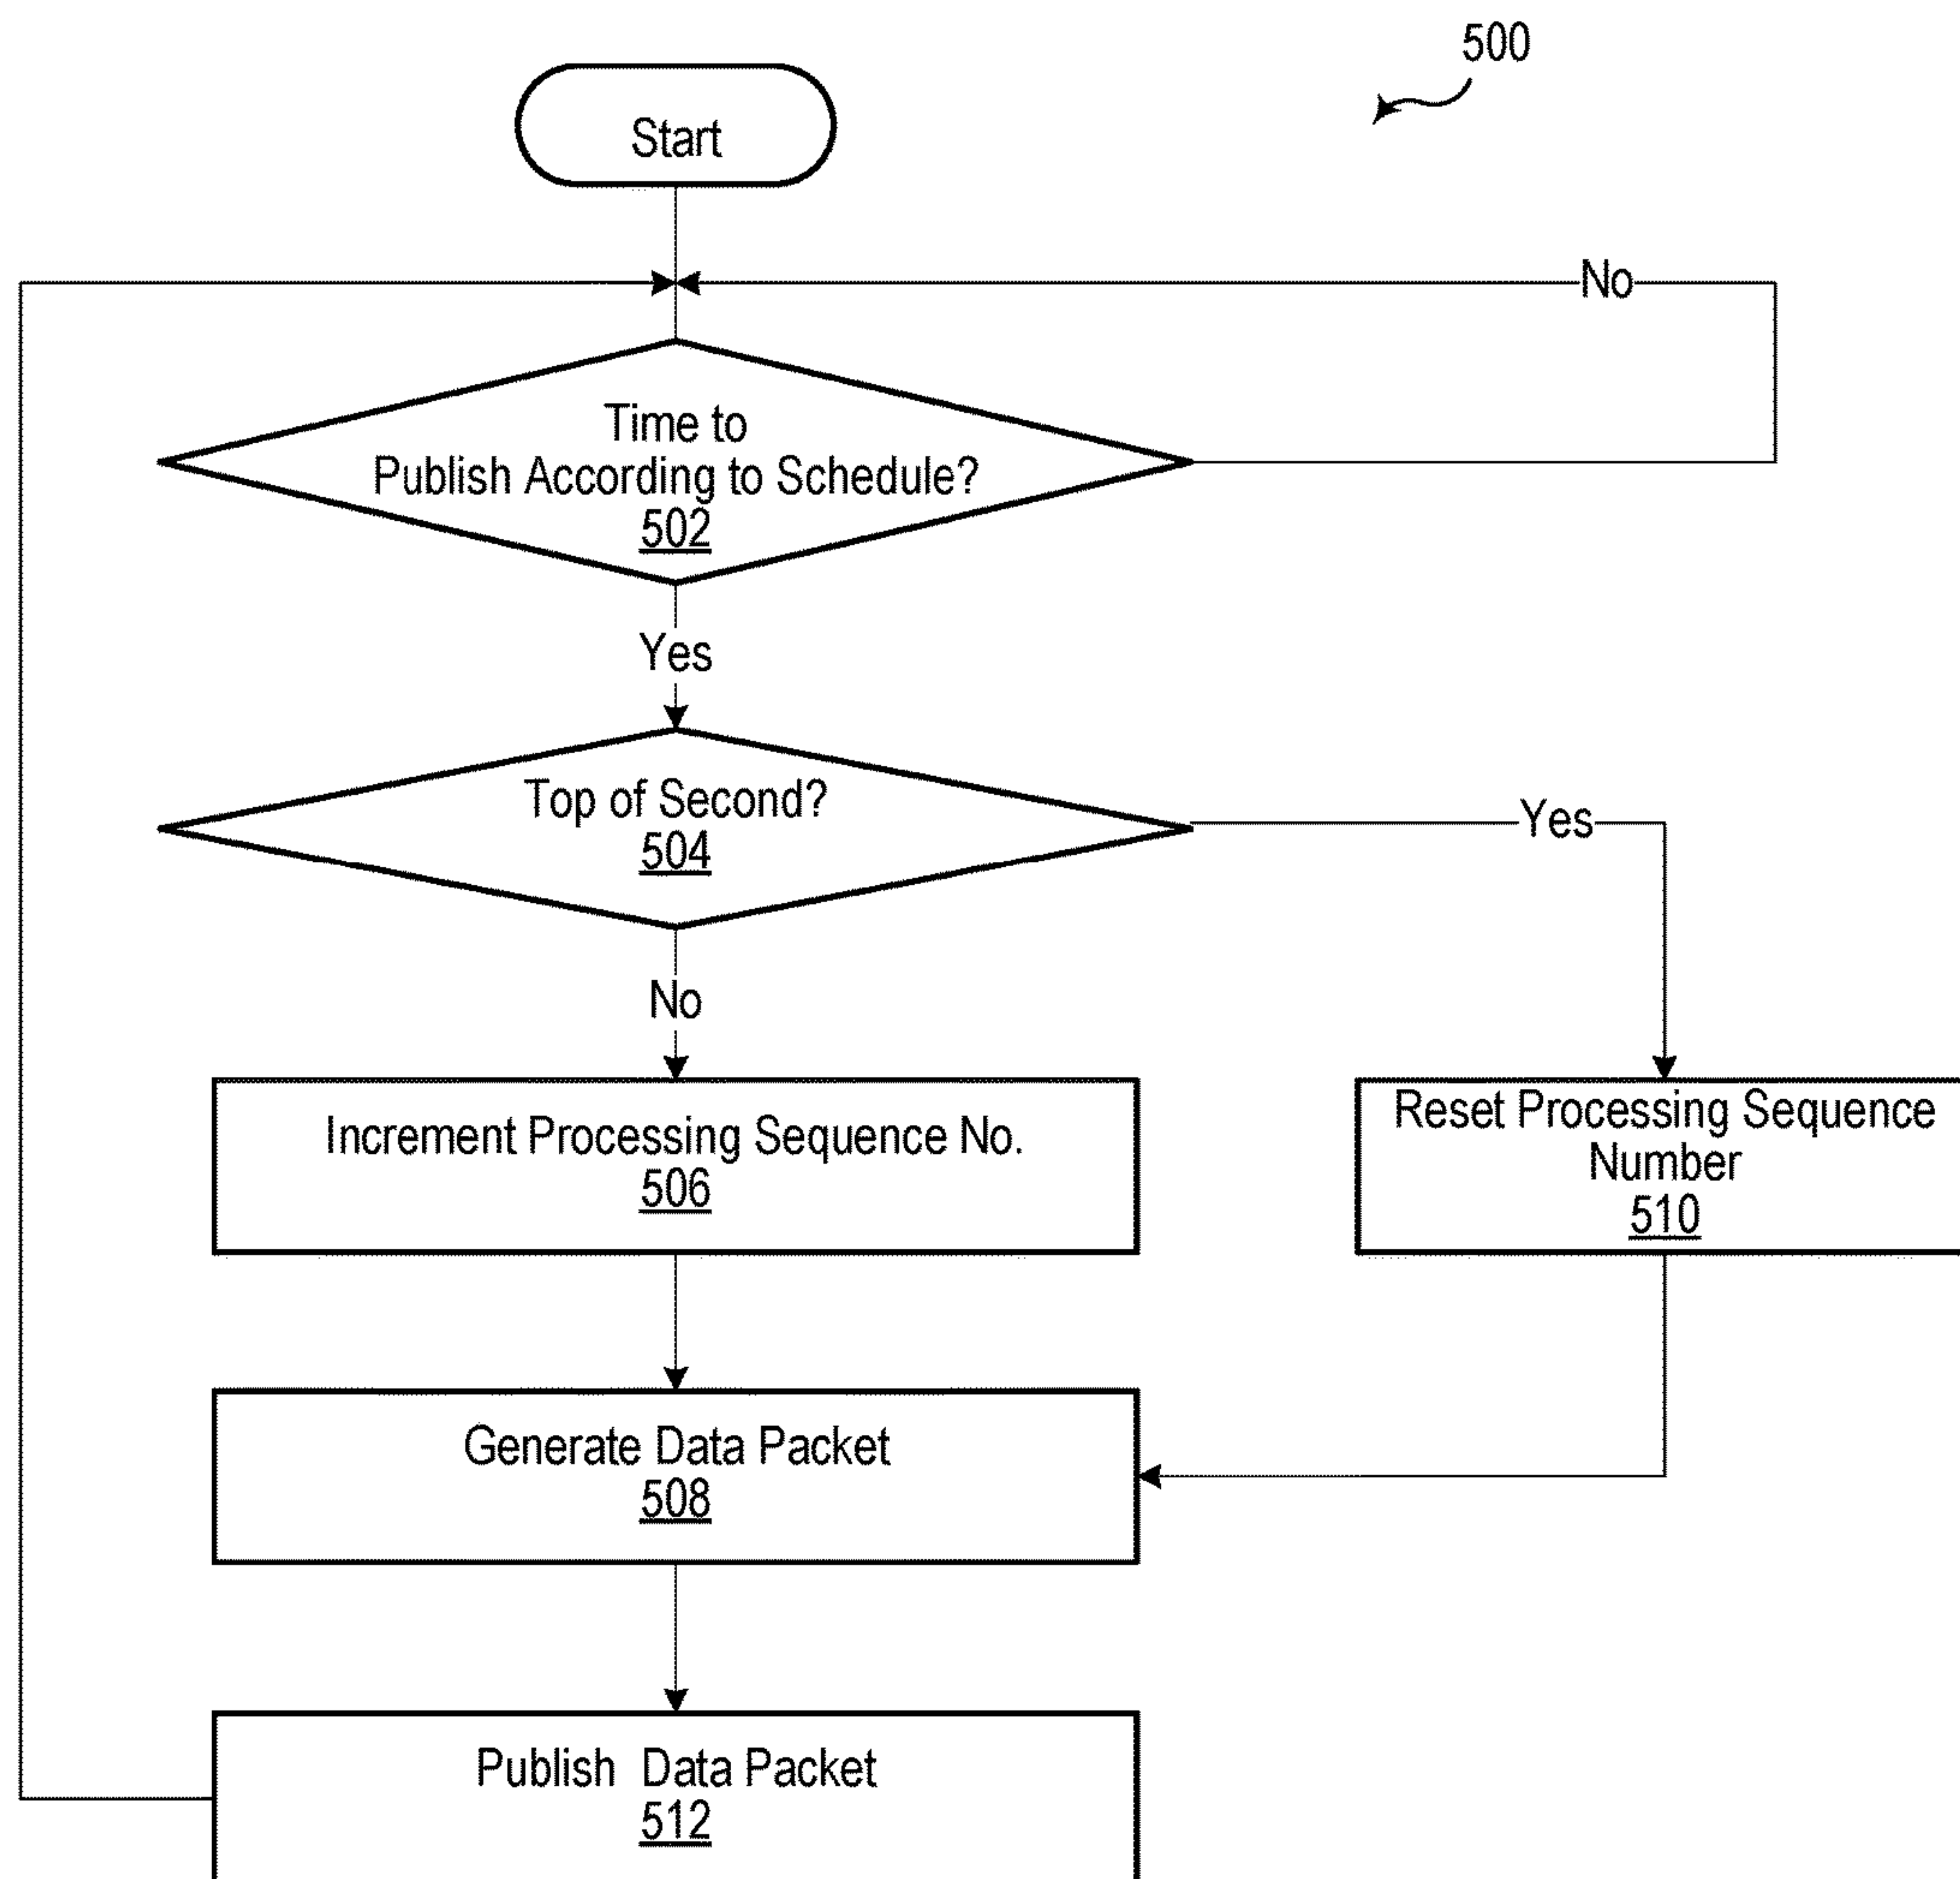 500
Start
No
Time to
Publish According to Schedule?
502
Yes
Top of Second?
504
Yes
No
Increment Processing Sequence No.
506
Reset Processing Sequence
Number
510
Generate Data Packet
508
Publish Data Packet
512